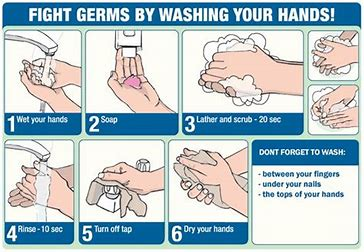 FIGHT GERMS BY WASHING YOUR HANDS!
1 Wet your hands
2 Soap
3 Lather and scrub - 20 sec
4 Rinse - 10 sec
5 Turn off tap
6 Dry your hands
DONT FORGET TO WASH:
- between your fingers
- under your nails
- the tops of your hands